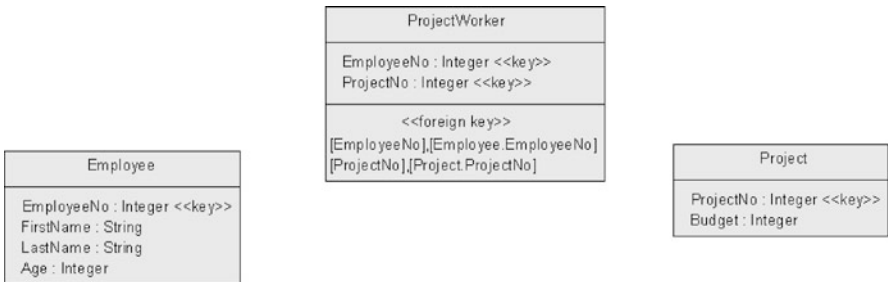 ProjectWorker
EmployeeNo : Integer <<key>>
ProjectNo : Integer <<key>>
<<foreign key>>
[EmployeeNo],[Employee.EmployeeNo]
[ProjectNo],[Project.ProjectNo]
Employee
EmployeeNo : Integer <<key>>
FirstName : String
LastName : String
Age : Integer
Project
ProjectNo : Integer <<key>>
Budget : Integer